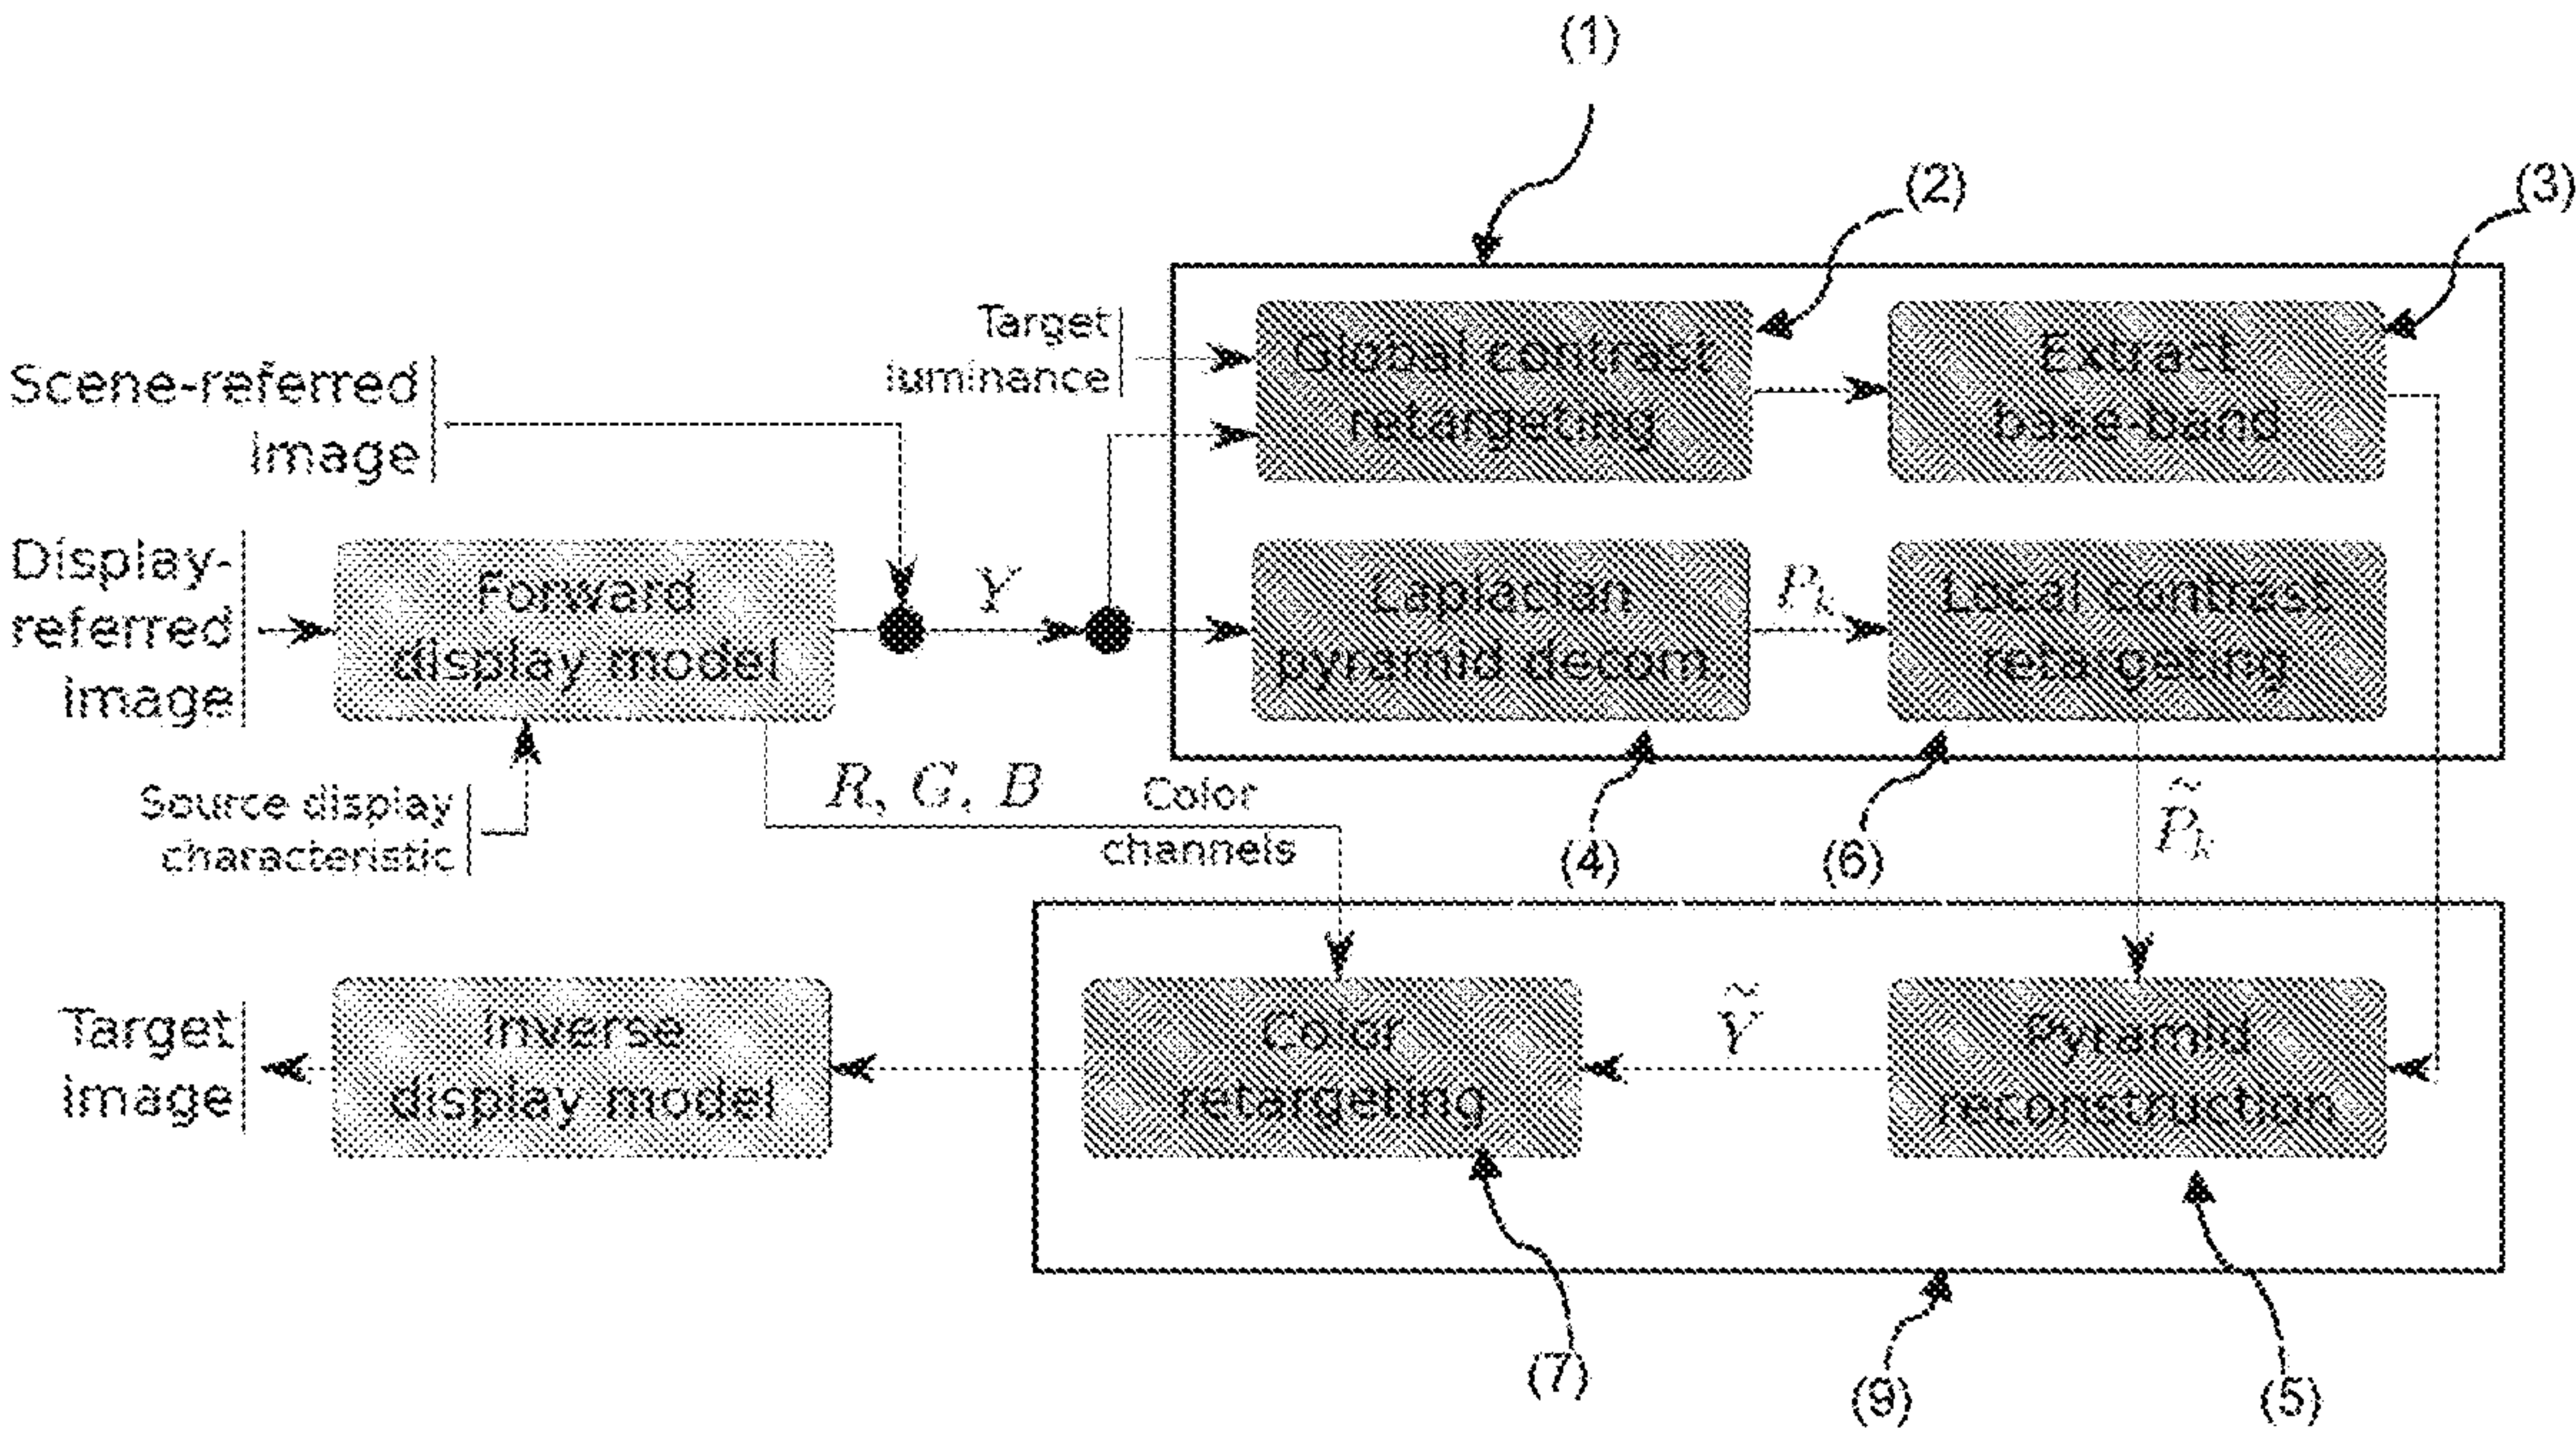 (1)
(2)
(3)
Target
luminance
Global contrast
retargeting
Extract
base-band
Scene-referred
image
Display-
referred
image
Forward
display model
Y
Laplacian
pyramid decom
P_k
Local contrast
retargeting
Source display
characteristic
R, G, B
Color
channels
(4)
(6)
P̃_k
Target
image
Inverse
display model
Color
retargeting
Ỹ
Pyramid
reconstruction
(7)
(9)
(5)